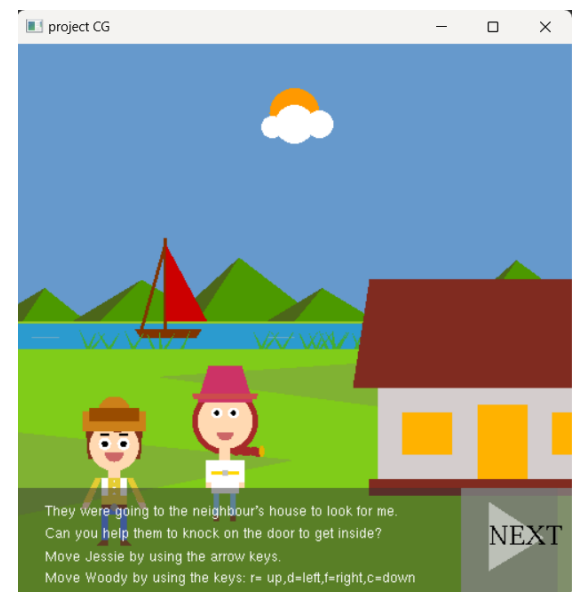 project CG
They were going to the neighbour's house to look for me.
Can you help them to knock on the door to get inside?
Move Jessie by using the arrow keys.
Move Woody by using the keys: r= up,d=left,f=right,c=down
NEXT